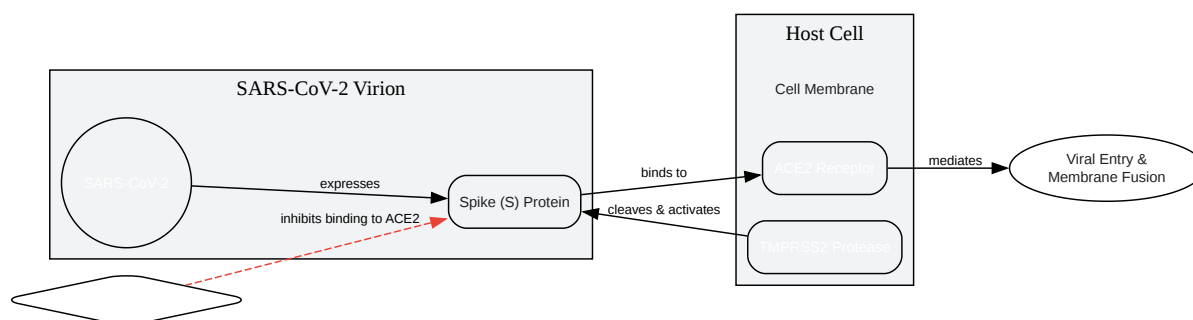 Host Cell
SARS-CoV-2 Virion
Cell Membrane
SARS-CoV-2
expresses
Spike (S) Protein
binds to
ACE2 Receptor
mediates
Viral Entry &
Membrane Fusion
inhibits binding to ACE2
cleaves & activates
TMPRSS2 Protease